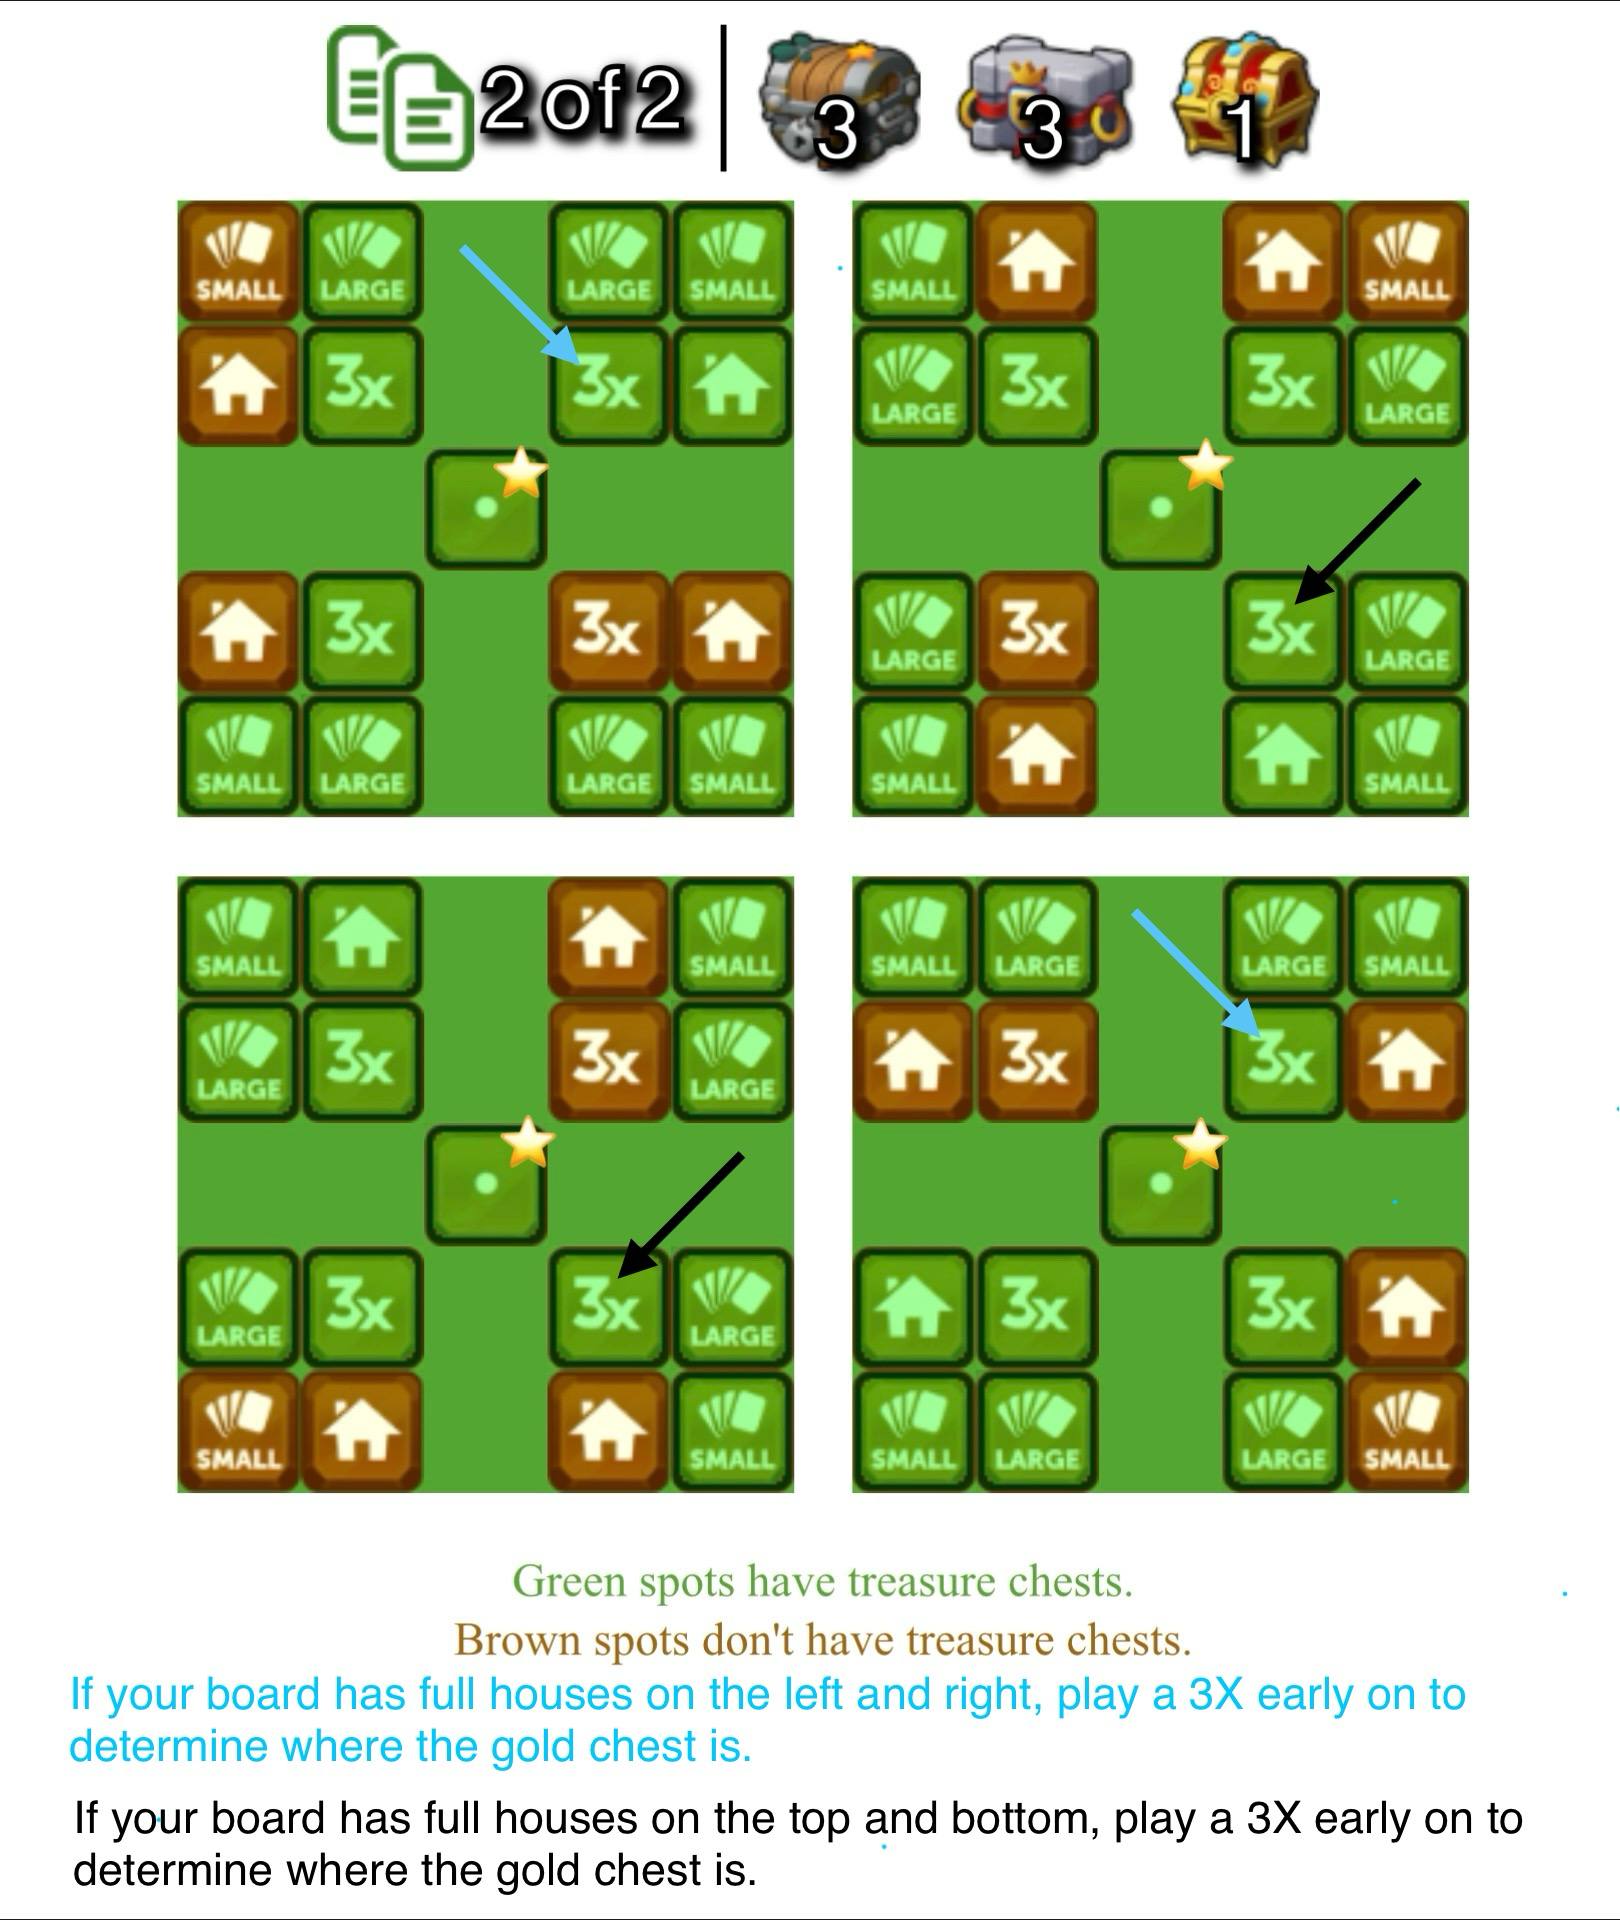 2 of 2 | 3 3 1
SMALL LARGE LARGE SMALL SMALL SMALL
3x 3x LARGE 3x 3x LARGE
3x 3x LARGE 3x 3x LARGE
SMALL LARGE LARGE SMALL SMALL SMALL
SMALL SMALL SMALL LARGE LARGE SMALL
LARGE 3x 3x LARGE 3x 3x
LARGE 3x 3x LARGE 3x 3x
SMALL SMALL SMALL LARGE LARGE SMALL
Green spots have treasure chests.
Brown spots don't have treasure chests.
If your board has full houses on the left and right, play a 3X early on to
determine where the gold chest is.
If your board has full houses on the top and bottom, play a 3X early on to
determine where the gold chest is.